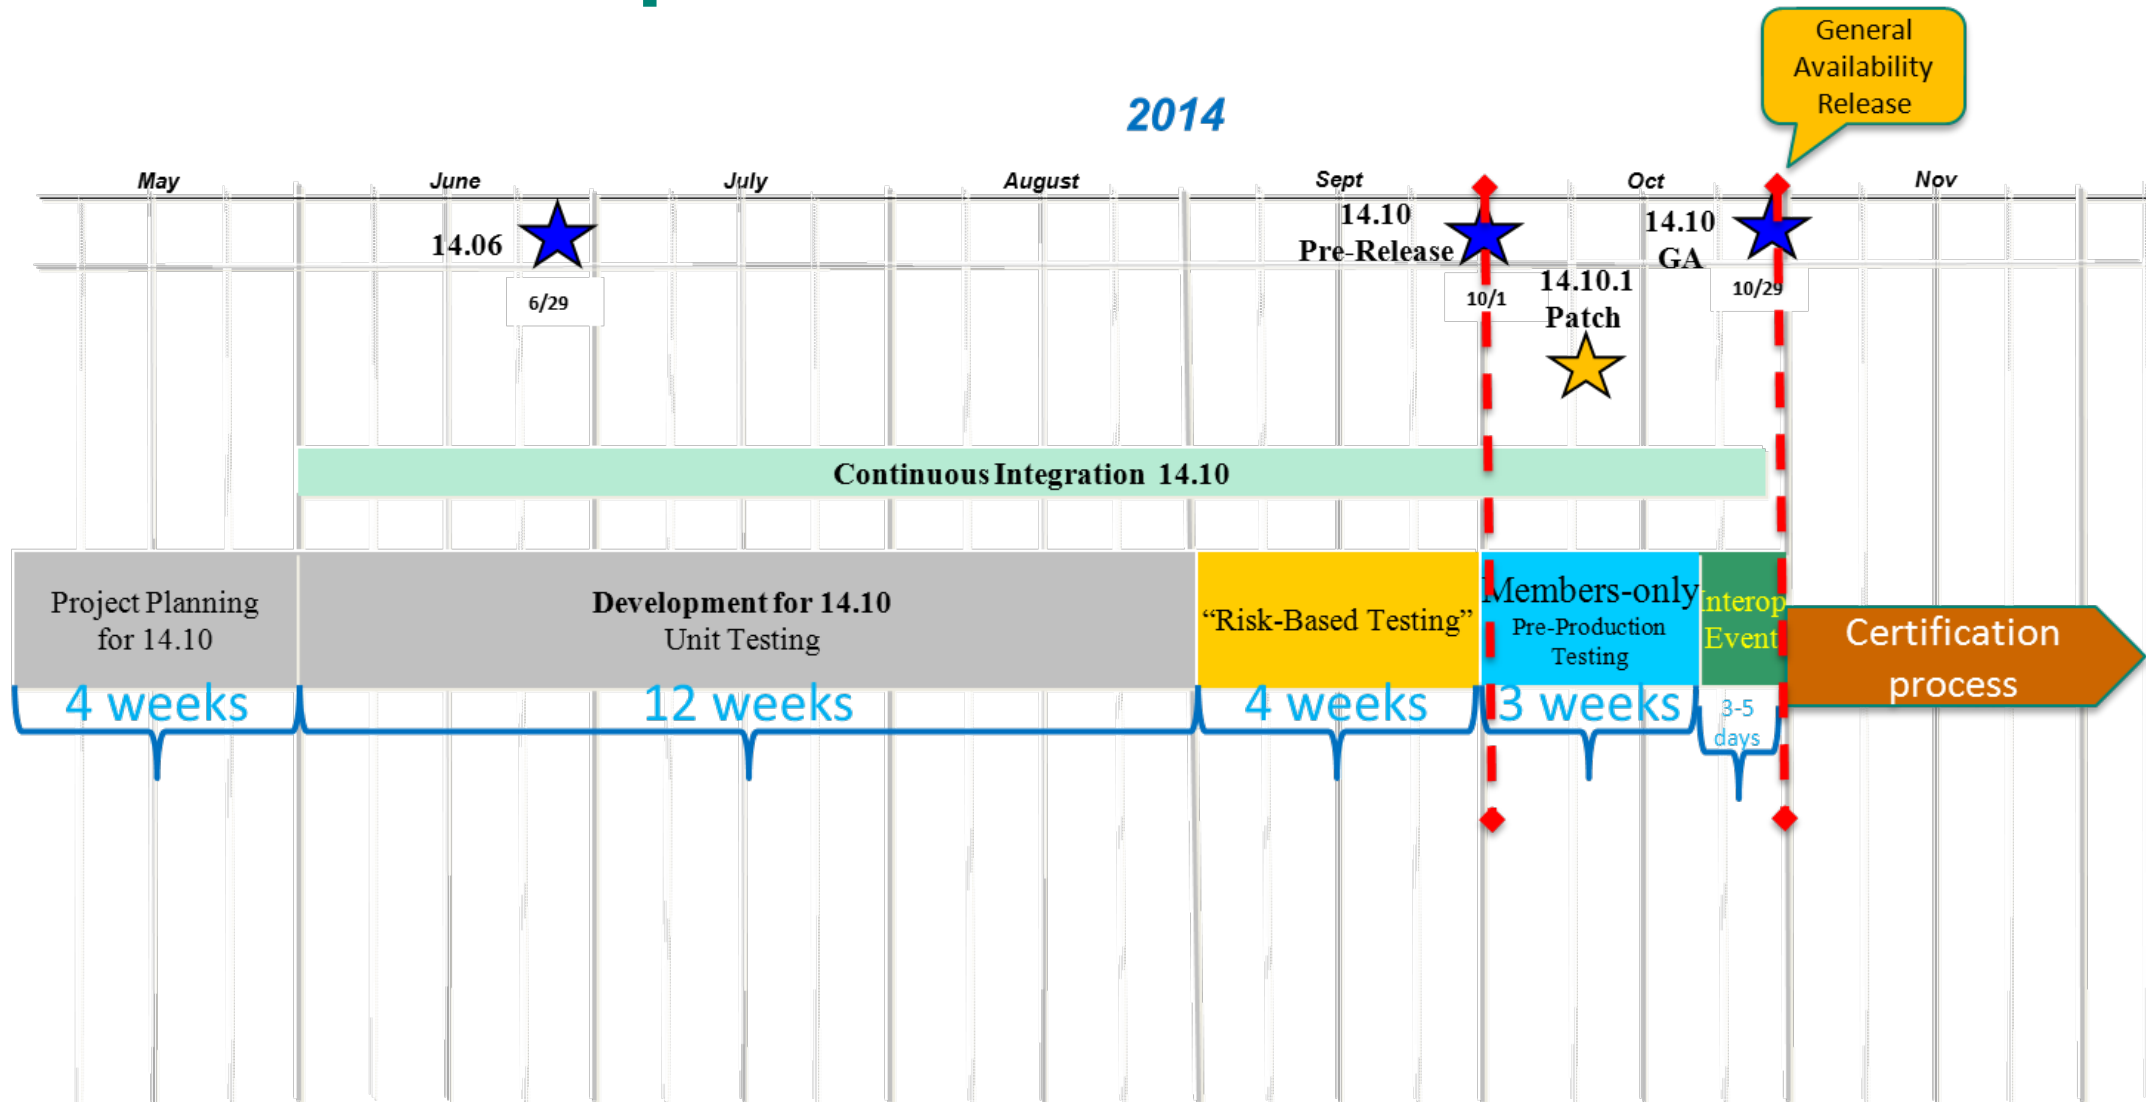 General
Availability
Release
2014
May June July August Sept Oct Nov
14.06
6/29
14.10
Pre-Release
10/1
14.10.1
Patch
14.10
GA
10/29
Continuous Integration 14.10
Project Planning
for 14.10
Development for 14.10
Unit Testing
“Risk-Based Testing”
Members-only
Pre-Production
Testing
Interop
Event
Certification
process
4 weeks
12 weeks
4 weeks
3 weeks
3-5
days